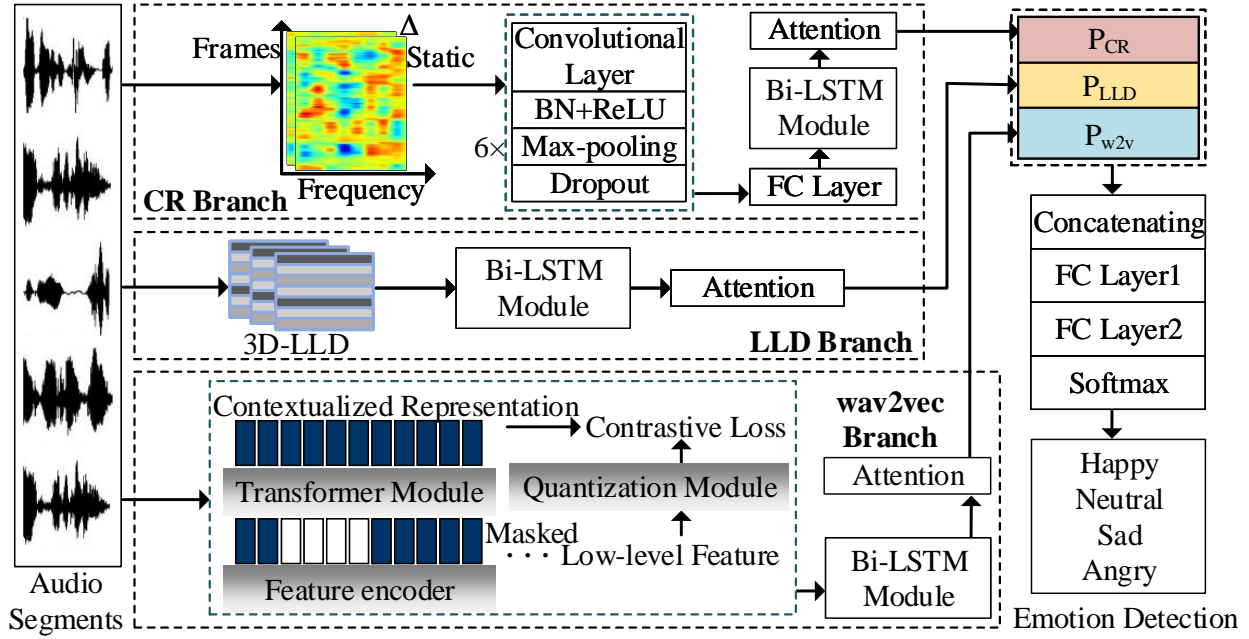 Audio
Segments
Frames
Δ
Static
Frequency
CR Branch
6×
Convolutional
Layer
BN+ReLU
Max-pooling
Dropout
FC Layer
Bi-LSTM
Module
Attention
3D-LLD
Bi-LSTM
Module
Attention
LLD Branch
Contextualized Representation
Transformer Module
Masked
Feature encoder
Contrastive Loss
Quantization Module
· · · Low-level Feature
Bi-LSTM
Module
Attention
wav2vec
Branch
P_CR
P_LLD
P_w2v
Concatenating
FC Layer1
FC Layer2
Softmax
Happy
Neutral
Sad
Angry
Emotion Detection